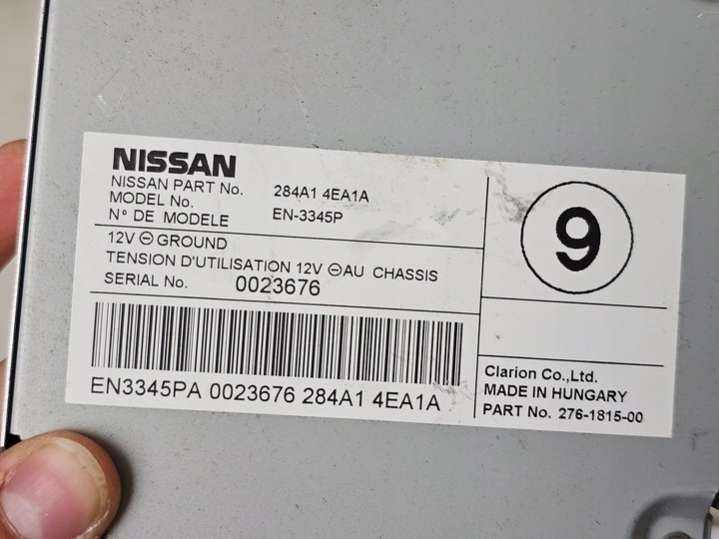 NISSAN
NISSAN PART No. 284A1 4EA1A
MODEL No.
N° DE MODELE EN-3345P
12V ⊖ GROUND
TENSION D'UTILISATION 12V ⊖ AU CHASSIS
SERIAL No. 0023676
EN3345PA 0023676 284A1 4EA1A
9
Clarion Co.,Ltd.
MADE IN HUNGARY
PART No. 276-1815-00